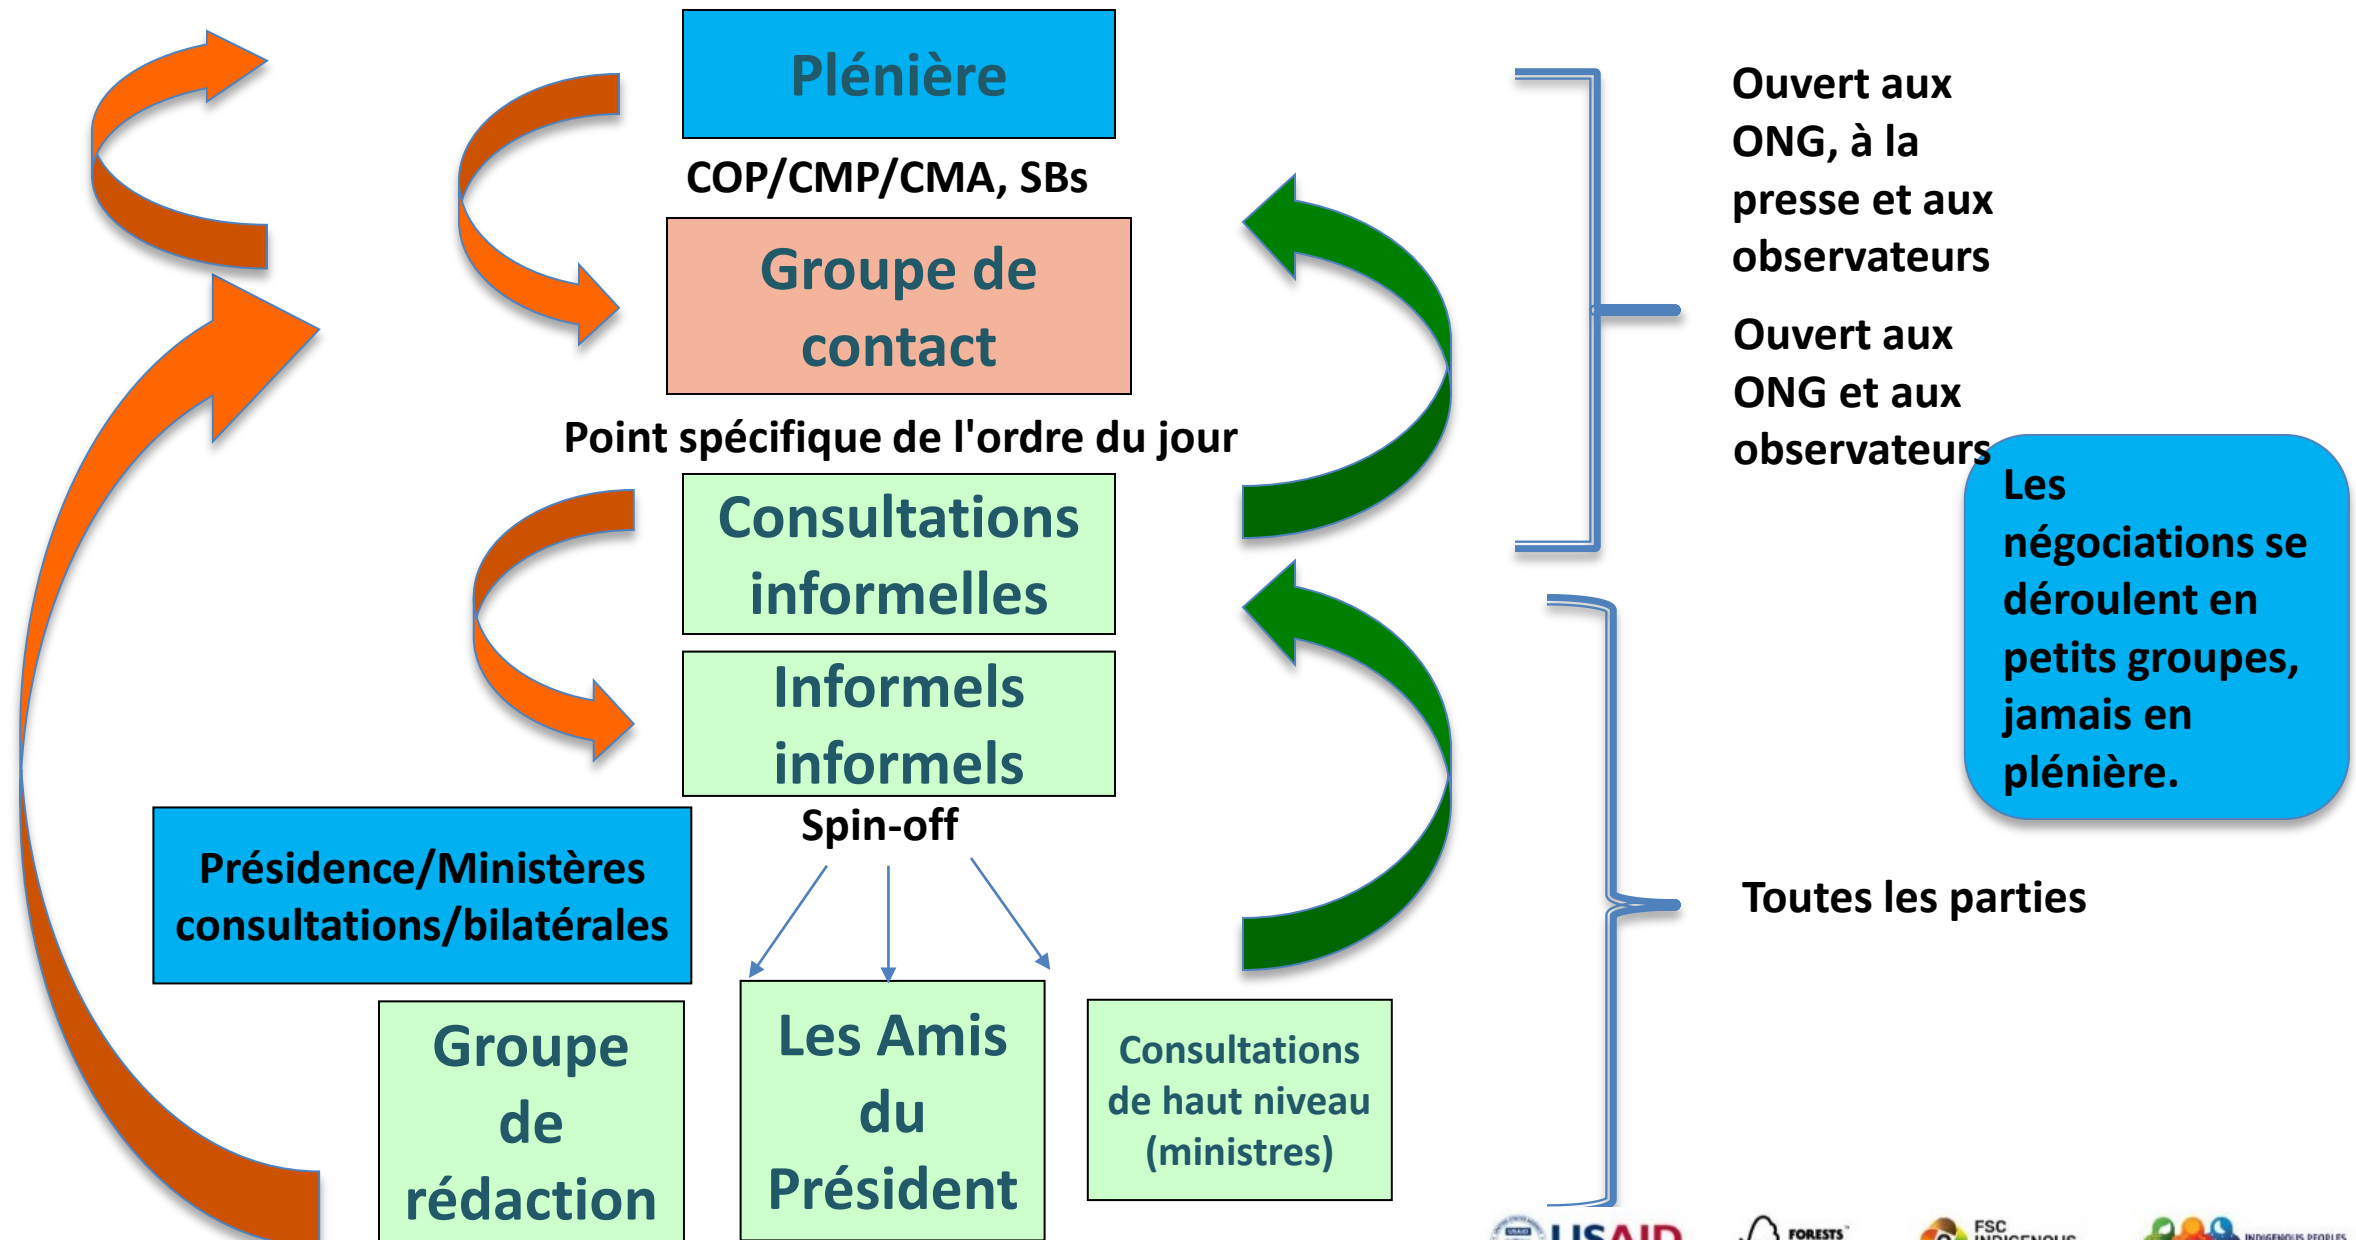 Plénière
COP/CMP/CMA, SBs
Groupe de
contact
Point spécifique de l'ordre du jour
Consultations
informelles
Informels
informels
Spin-off
Présidence/Ministères
consultations/bilatérales
Groupe
de
rédaction
Les Amis
du
Président
Consultations
de haut niveau
(ministres)
Ouvert aux
ONG, à la
presse et aux
observateurs
Ouvert aux
ONG et aux
observateurs
Les
négociations se
déroulent en
petits groupes,
jamais en
plénière.
Toutes les parties
USAID
FORESTS
FSC
INDIGENOUS
INDIGENOUS PEOPLES